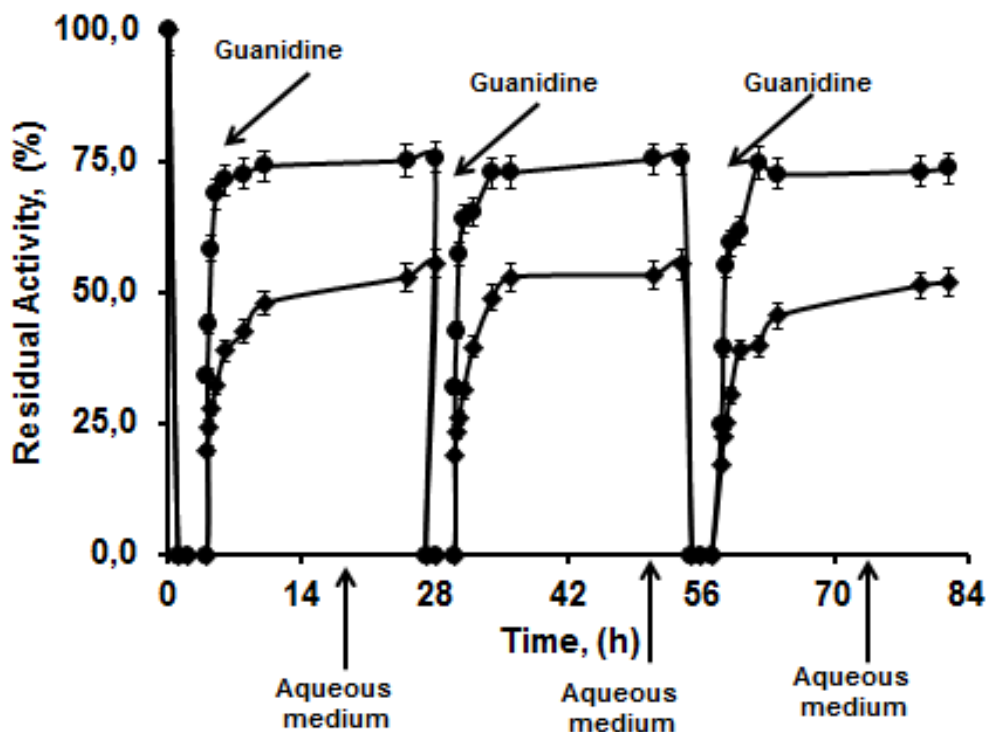 100,0
Guanidine
Guanidine
Guanidine
75,0
50,0
25,0
0,0
Residual Activity, (%)
0 14 28 42 56 70 84
Time, (h)
Aqueous
medium
Aqueous
medium
Aqueous
medium